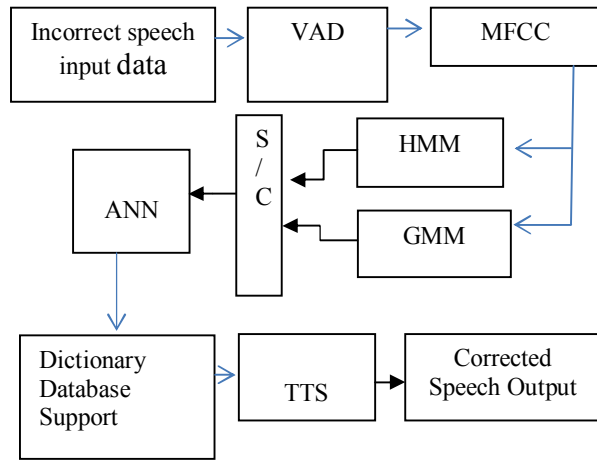 Incorrect speech
input data
VAD
MFCC
HMM
GMM
S
/
C
ANN
Dictionary
Database
Support
TTS
Corrected
Speech Output